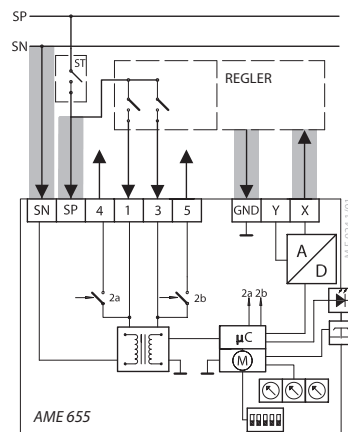 SP
SN
ST
REGLER
SN SP 4 1 3 5 GND Y X
A
D
2a 2b
2a 2b
µC
M
AME 655